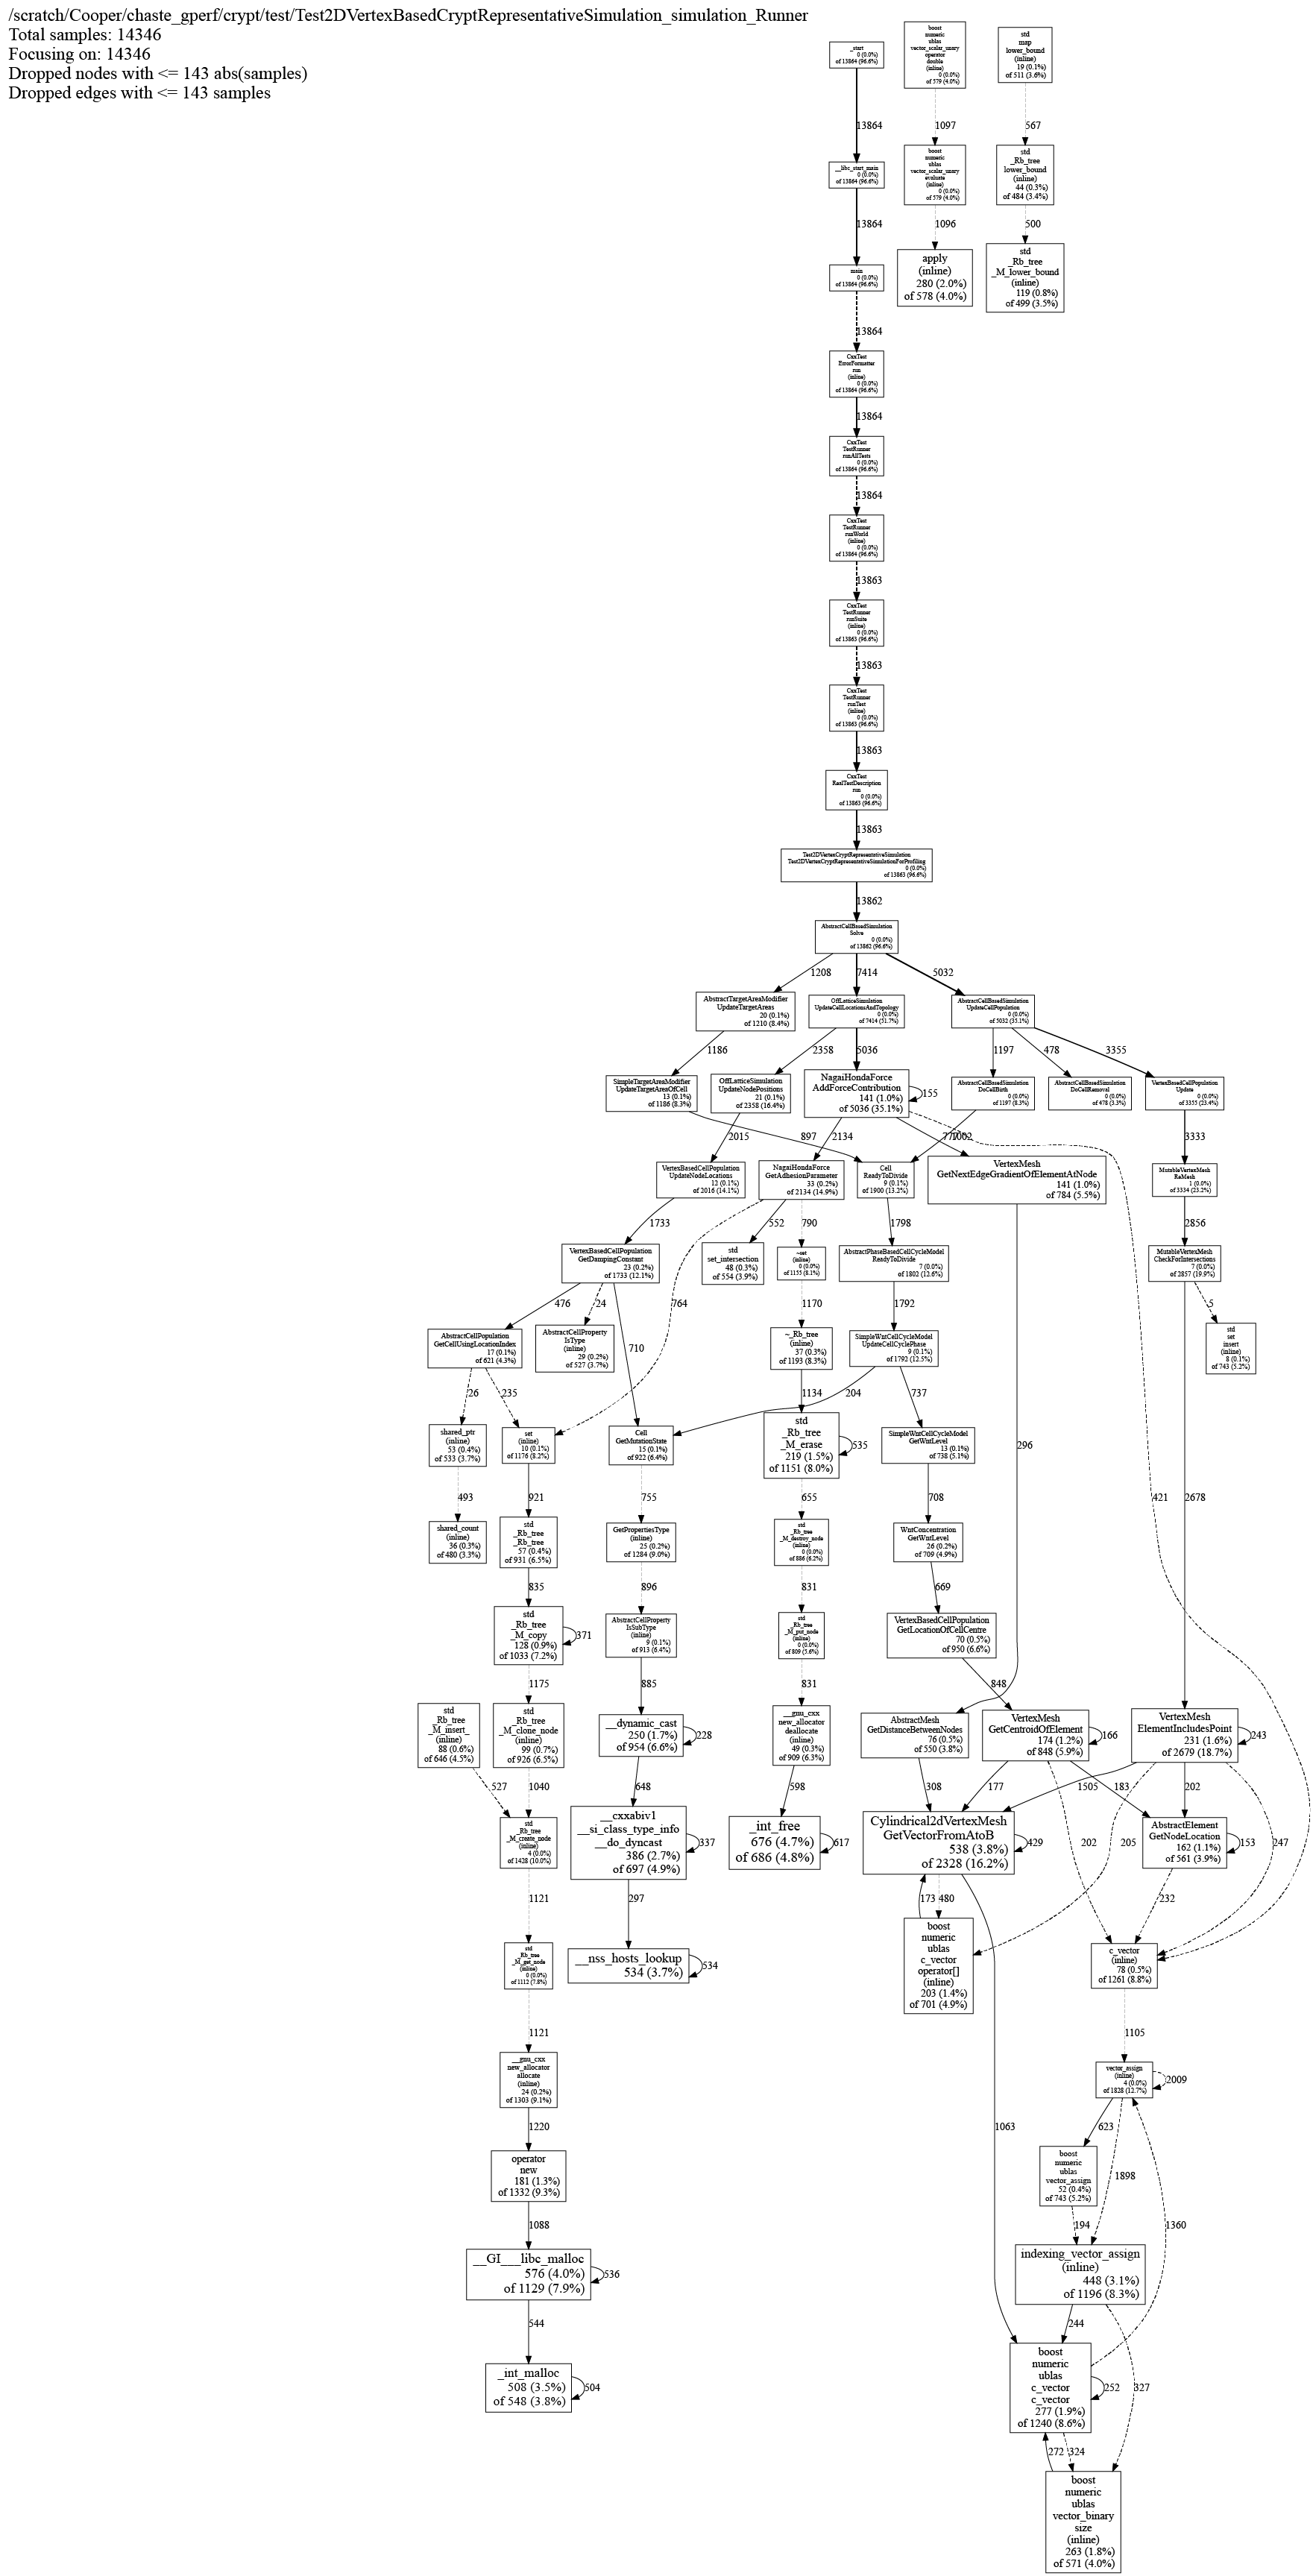 /scratch/Cooper/chaste_gperf/crypt/test/Test2DVertexBasedCryptRepresentativeSimulation_simulation_Runner
Total samples: 14346
Focusing on: 14346
Dropped nodes with <= 143 abs(samples)
Dropped edges with <= 143 samples
_start
0 (0.0%)
of 13864 (96.6%)
boost
numeric
ublas
vector_scalar_unary
operator
double
(inline)
0 (0.0%)
of 579 (4.0%)
std
map
lower_bound
(inline)
19 (0.1%)
of 511 (3.6%)
13864
1097
567
__libc_start_main
0 (0.0%)
of 13864 (96.6%)
boost
numeric
ublas
vector_scalar_unary
evaluate
(inline)
0 (0.0%)
of 579 (4.0%)
std
_Rb_tree
lower_bound
(inline)
44 (0.3%)
of 484 (3.4%)
13864
1096
500
main
0 (0.0%)
of 13864 (96.6%)
apply
(inline)
280 (2.0%)
of 578 (4.0%)
std
_Rb_tree
_M_lower_bound
(inline)
119 (0.8%)
of 499 (3.5%)
13864
CxxTest
ErrorFormatter
run
(inline)
0 (0.0%)
of 13864 (96.6%)
13864
CxxTest
TestRunner
runAllTests
0 (0.0%)
of 13864 (96.6%)
13864
CxxTest
TestRunner
runWorld
(inline)
0 (0.0%)
of 13864 (96.6%)
13863
CxxTest
TestRunner
runSuite
(inline)
0 (0.0%)
of 13863 (96.6%)
13863
CxxTest
TestRunner
runTest
(inline)
0 (0.0%)
of 13863 (96.6%)
13863
CxxTest
RealTestDescription
run
0 (0.0%)
of 13863 (96.6%)
13863
Test2DVertexCryptRepresentativeSimulation
Test2DVertexCryptRepresentativeSimulationForProfiling
0 (0.0%)
of 13863 (96.6%)
13862
AbstractCellBasedSimulation
Solve
0 (0.0%)
of 13862 (96.6%)
1208
7414
5032
AbstractTargetAreaModifier
UpdateTargetAreas
20 (0.1%)
of 1210 (8.4%)
OffLatticeSimulation
UpdateCellLocationsAndTopology
0 (0.0%)
of 7414 (51.7%)
AbstractCellBasedSimulation
UpdateCellPopulation
0 (0.0%)
of 5032 (35.1%)
1186
2358
5036
1197
478
3355
SimpleTargetAreaModifier
UpdateTargetAreaOfCell
13 (0.1%)
of 1186 (8.3%)
OffLatticeSimulation
UpdateNodePositions
21 (0.1%)
of 2358 (16.4%)
NagaiHondaForce
AddForceContribution
141 (1.0%)
of 5036 (35.1%)
155
AbstractCellBasedSimulation
DoCellBirth
0 (0.0%)
of 1197 (8.3%)
AbstractCellBasedSimulation
DoCellRemoval
0 (0.0%)
of 478 (3.3%)
VertexBasedCellPopulation
Update
0 (0.0%)
of 3355 (23.4%)
2015
897
2134
1002
3333
VertexBasedCellPopulation
UpdateNodeLocations
12 (0.1%)
of 2016 (14.1%)
NagaiHondaForce
GetAdhesionParameter
33 (0.2%)
of 2134 (14.9%)
Cell
ReadyToDivide
9 (0.1%)
of 1900 (13.2%)
VertexMesh
GetNextEdgeGradientOfElementAtNode
141 (1.0%)
of 784 (5.5%)
MutableVertexMesh
ReMesh
1 (0.0%)
of 3334 (23.2%)
1733
552
790
1798
2856
VertexBasedCellPopulation
GetDampingConstant
23 (0.2%)
of 1733 (12.1%)
std
set_intersection
48 (0.3%)
of 554 (3.9%)
~set
(inline)
0 (0.0%)
of 1155 (8.1%)
AbstractPhaseBasedCellCycleModel
ReadyToDivide
7 (0.0%)
of 1802 (12.6%)
MutableVertexMesh
CheckForIntersections
7 (0.0%)
of 2857 (19.9%)
476
24
764
1170
1792
5
AbstractCellPopulation
GetCellUsingLocationIndex
17 (0.1%)
of 621 (4.3%)
AbstractCellProperty
IsType
(inline)
29 (0.2%)
of 527 (3.7%)
710
~_Rb_tree
(inline)
37 (0.3%)
of 1193 (8.3%)
SimpleWntCellCycleModel
UpdateCellCyclePhase
9 (0.1%)
of 1792 (12.5%)
std
set
insert
(inline)
8 (0.1%)
of 743 (5.2%)
26
235
1134
204
737
shared_ptr
(inline)
53 (0.4%)
of 533 (3.7%)
set
(inline)
10 (0.1%)
of 1176 (8.2%)
Cell
GetMutationState
15 (0.1%)
of 922 (6.4%)
std
_Rb_tree
_M_erase
219 (1.5%)
of 1151 (8.0%)
535
SimpleWntCellCycleModel
GetWntLevel
13 (0.1%)
of 738 (5.1%)
296
493
921
755
655
708
421
2678
shared_count
(inline)
36 (0.3%)
of 480 (3.3%)
std
_Rb_tree
_Rb_tree
57 (0.4%)
of 931 (6.5%)
GetPropertiesType
(inline)
25 (0.2%)
of 1284 (9.0%)
std
_Rb_tree
_M_destroy_node
(inline)
0 (0.0%)
of 886 (6.2%)
WntConcentration
GetWntLevel
26 (0.2%)
of 709 (4.9%)
835
896
831
669
std
_Rb_tree
_M_copy
128 (0.9%)
of 1033 (7.2%)
371
AbstractCellProperty
IsSubType
(inline)
9 (0.1%)
of 913 (6.4%)
std
_Rb_tree
_M_put_node
(inline)
0 (0.0%)
of 809 (5.6%)
VertexBasedCellPopulation
GetLocationOfCellCentre
70 (0.5%)
of 950 (6.6%)
1175
885
831
848
std
_Rb_tree
_M_insert_
(inline)
88 (0.6%)
of 646 (4.5%)
std
_Rb_tree
_M_clone_node
(inline)
99 (0.7%)
of 926 (6.5%)
__dynamic_cast
250 (1.7%)
of 954 (6.6%)
228
__gnu_cxx
new_allocator
deallocate
(inline)
49 (0.3%)
of 909 (6.3%)
AbstractMesh
GetDistanceBetweenNodes
76 (0.5%)
of 550 (3.8%)
VertexMesh
GetCentroidOfElement
174 (1.2%)
of 848 (5.9%)
166
VertexMesh
ElementIncludesPoint
231 (1.6%)
of 2679 (18.7%)
243
527
1040
648
598
308
177
183
1505
202
std
_Rb_tree
_M_create_node
(inline)
4 (0.0%)
of 1428 (10.0%)
__cxxabiv1
__si_class_type_info
__do_dyncast
386 (2.7%)
of 697 (4.9%)
337
_int_free
676 (4.7%)
of 686 (4.8%)
617
Cylindrical2dVertexMesh
GetVectorFromAtoB
538 (3.8%)
of 2328 (16.2%)
429
202
205
AbstractElement
GetNodeLocation
162 (1.1%)
of 561 (3.9%)
153
247
1121
297
173
480
232
std
_Rb_tree
_M_get_node
(inline)
0 (0.0%)
of 1112 (7.8%)
__nss_hosts_lookup
534 (3.7%)
534
boost
numeric
ublas
c_vector
operator[]
(inline)
203 (1.4%)
of 701 (4.9%)
c_vector
(inline)
78 (0.5%)
of 1261 (8.8%)
1121
1105
__gnu_cxx
new_allocator
allocate
(inline)
24 (0.2%)
of 1303 (9.1%)
vector_assign
(inline)
4 (0.0%)
of 1828 (12.7%)
2009
1220
1063
623
operator
new
181 (1.3%)
of 1332 (9.3%)
boost
numeric
ublas
vector_assign
52 (0.4%)
of 743 (5.2%)
1898
1088
194
1360
__GI___libc_malloc
576 (4.0%)
of 1129 (7.9%)
536
indexing_vector_assign
(inline)
448 (3.1%)
of 1196 (8.3%)
544
244
_int_malloc
508 (3.5%)
of 548 (3.8%)
504
boost
numeric
ublas
c_vector
c_vector
277 (1.9%)
of 1240 (8.6%)
252
327
272
324
boost
numeric
ublas
vector_binary
size
(inline)
263 (1.8%)
of 571 (4.0%)